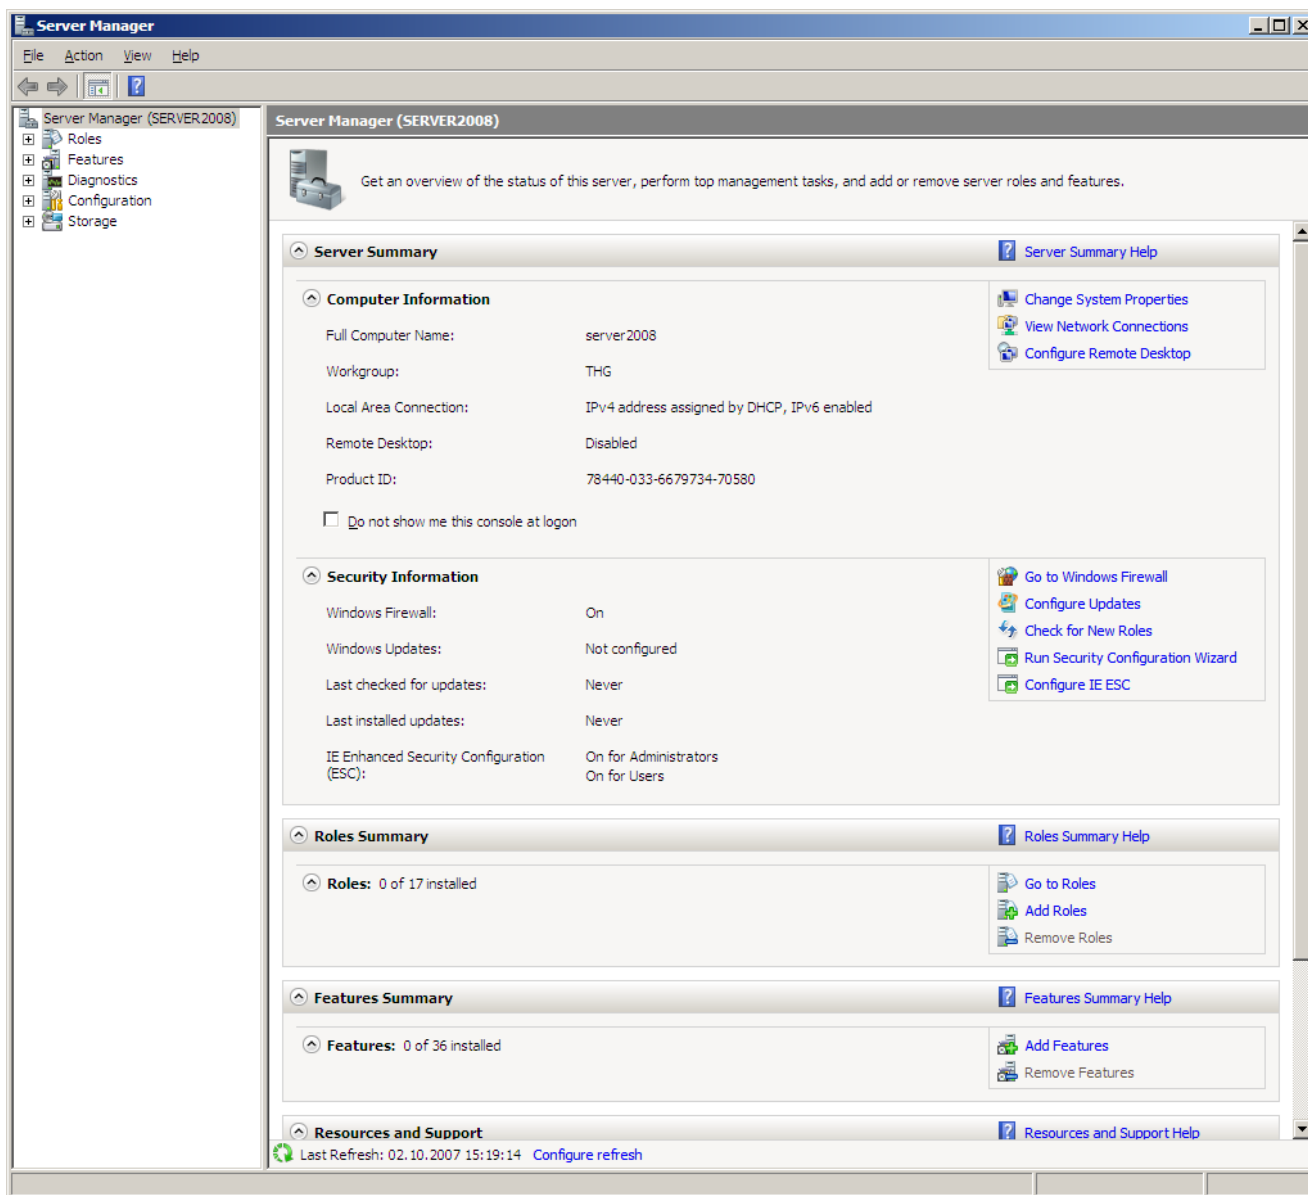 Server Manager
File Action View Help
Server Manager (SERVER2008)
Roles
Features
Diagnostics
Configuration
Storage
Server Manager (SERVER2008)
Get an overview of the status of this server, perform top management tasks, and add or remove server roles and features.
Server Summary
Server Summary Help
Computer Information
Full Computer Name: server2008
Workgroup: THG
Local Area Connection: IPv4 address assigned by DHCP, IPv6 enabled
Remote Desktop: Disabled
Product ID: 78440-033-6679734-70580
Do not show me this console at logon
Change System Properties
View Network Connections
Configure Remote Desktop
Security Information
Windows Firewall: On
Windows Updates: Not configured
Last checked for updates: Never
Last installed updates: Never
IE Enhanced Security Configuration (ESC): On for Administrators
On for Users
Go to Windows Firewall
Configure Updates
Check for New Roles
Run Security Configuration Wizard
Configure IE ESC
Roles Summary
Roles Summary Help
Roles: 0 of 17 installed
Go to Roles
Add Roles
Remove Roles
Features Summary
Features Summary Help
Features: 0 of 36 installed
Add Features
Remove Features
Resources and Support
Resources and Support Help
Last Refresh: 02.10.2007 15:19:14 Configure refresh